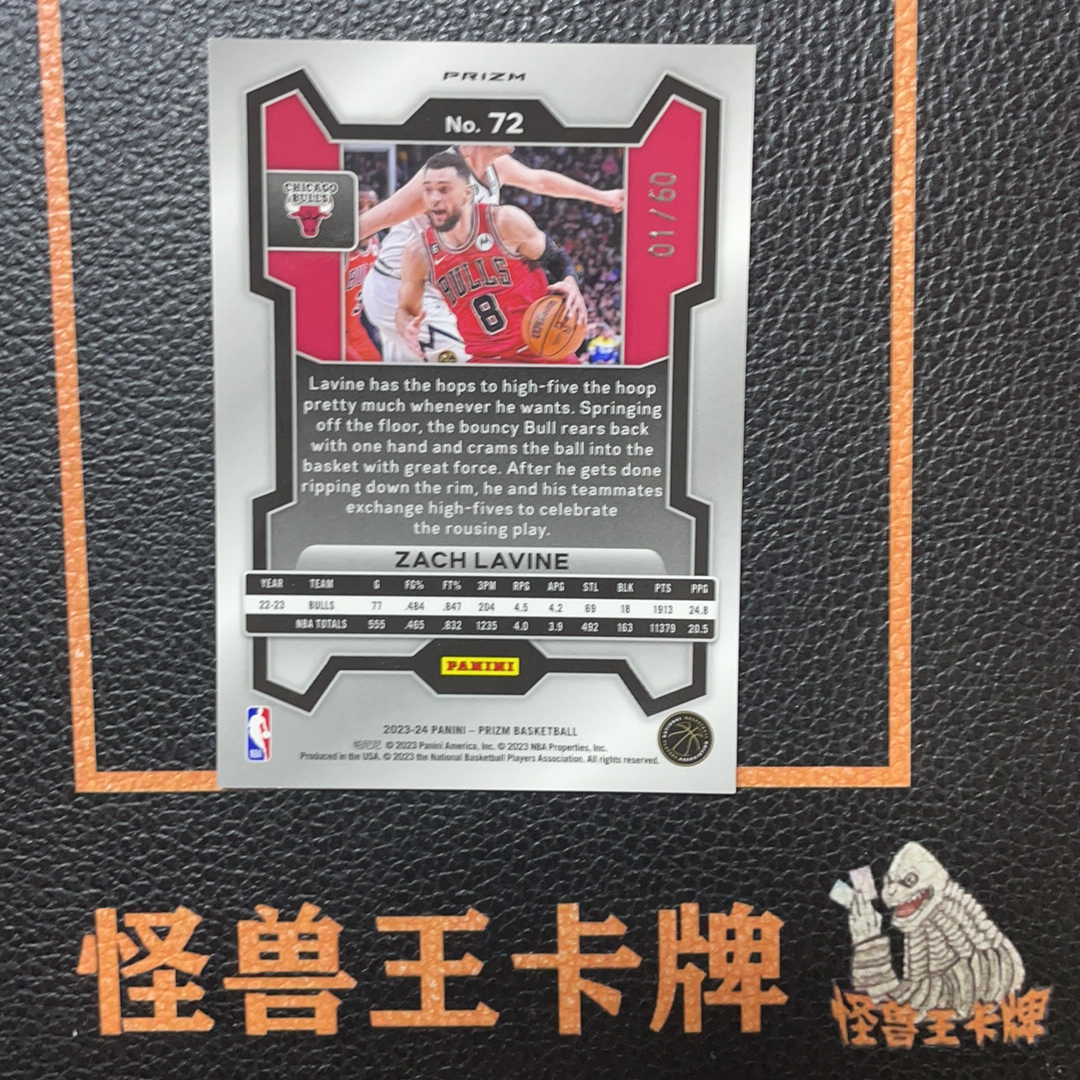 PRIZM
No. 72
CHICAGO
BULLS
01/60
BULLS
8
Lavine has the hops to high-five the hoop
pretty much whenever he wants. Springing
off the floor, the bouncy Bull rears back
with one hand and crams the ball into the
basket with great force. After he gets done
ripping down the rim, he and his teammates
exchange high-fives to celebrate
the rousing play.
ZACH LAVINE
YEAR TEAM G FG% FT% 3PM RPG APG STL BLK PTS PPG
22-23 BULLS 77 .484 .847 204 4.5 4.2 69 18 1913 24.8
NBA TOTALS 555 .465 .832 1235 4.0 3.9 492 163 11379 20.5
PANINI
2023-24 PANINI – PRIZM BASKETBALL
帕尼尼 © 2023 Panini America, Inc. © 2023 NBA Properties, Inc.
Produced in the USA. © 2023 the National Basketball Players Association. All rights reserved.
NBA
怪兽王卡牌
怪兽王卡牌